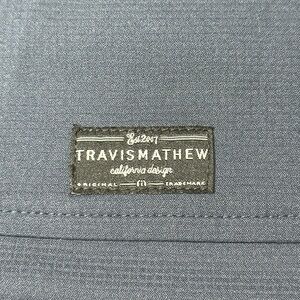 Est. 2007
TRAVISMATHEW
california design
ORIGINAL m TRADEMARK